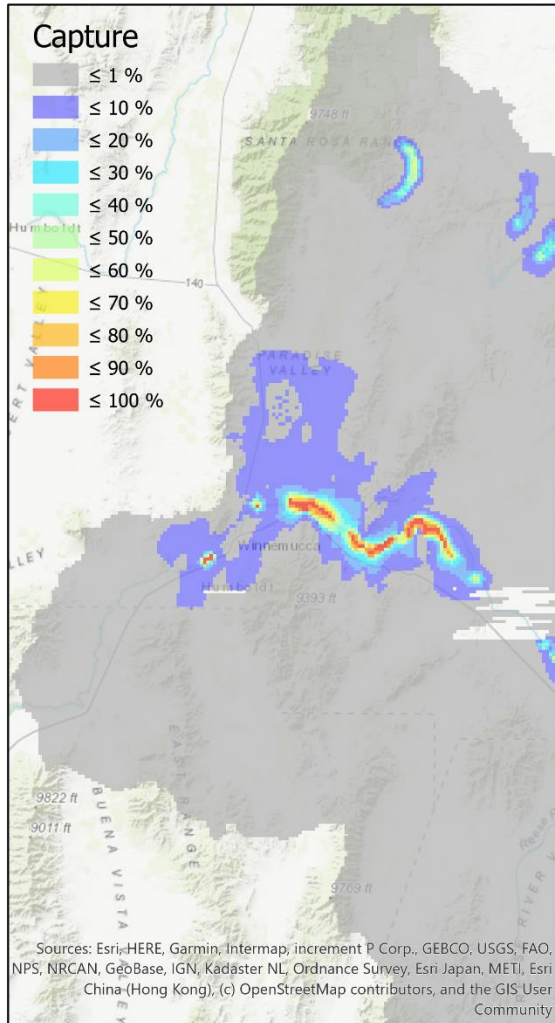 Capture
≤ 1 %
≤ 10 %
≤ 20 %
≤ 30 %
≤ 40 %
≤ 50 %
≤ 60 %
≤ 70 %
≤ 80 %
≤ 90 %
≤ 100 %
9748 ft
SANTA ROSA RAN
Humboldt
140
ERT VALLEY
PARADISE
VALLEY
Winnemucca
LLEY
Humboldt
9393 ft
EAST RANGE
9822 ft
9011 ft
BUENA VISTA VALLEY
9769 ft
RIVER
Sources: Esri, HERE, Garmin, Intermap, increment P Corp., GEBCO, USGS, FAO,
NPS, NRCAN, GeoBase, IGN, Kadaster NL, Ordnance Survey, Esri Japan, METI, Esri
China (Hong Kong), (c) OpenStreetMap contributors, and the GIS User
Community